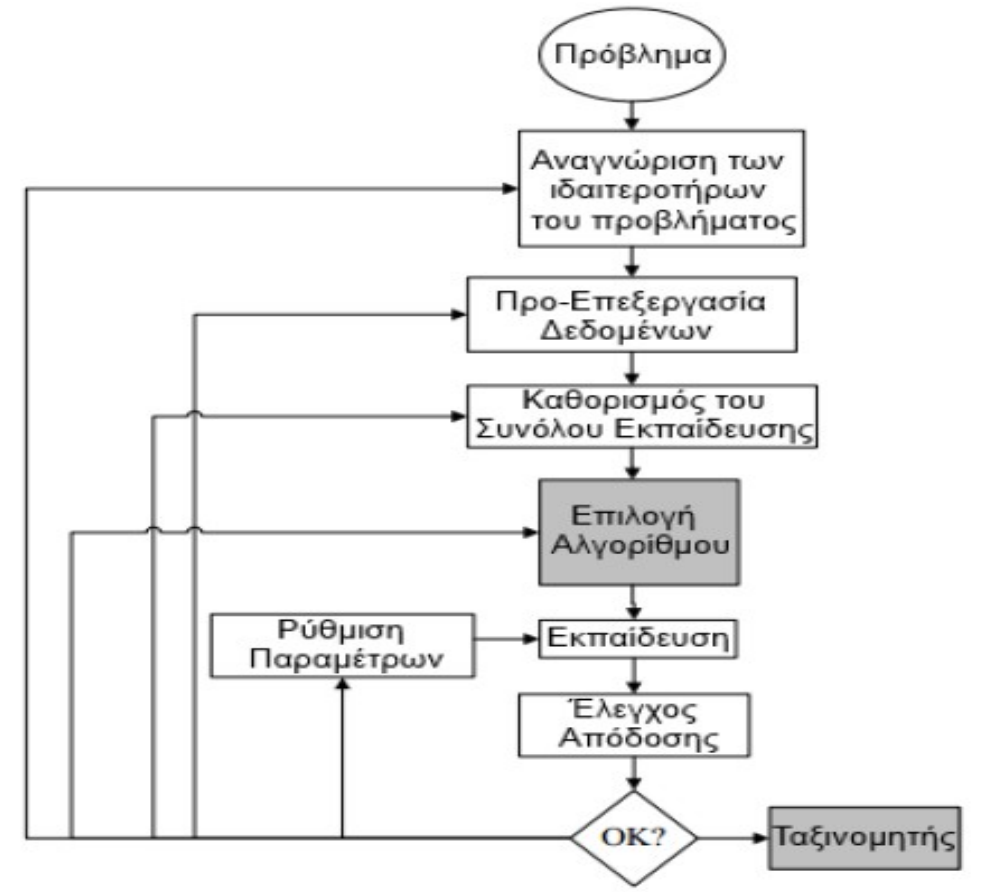 Πρόβλημα
Αναγνώριση των
ιδαιτεροτήρων
του προβλήματος
Προ-Επεξεργασία
Δεδομένων
Καθορισμός του
Συνόλου Εκπαίδευσης
Επιλογή
Αλγορίθμου
Ρύθμιση
Παραμέτρων
Εκπαίδευση
Έλεγχος
Απόδοσης
OK?
Ταξινομητής